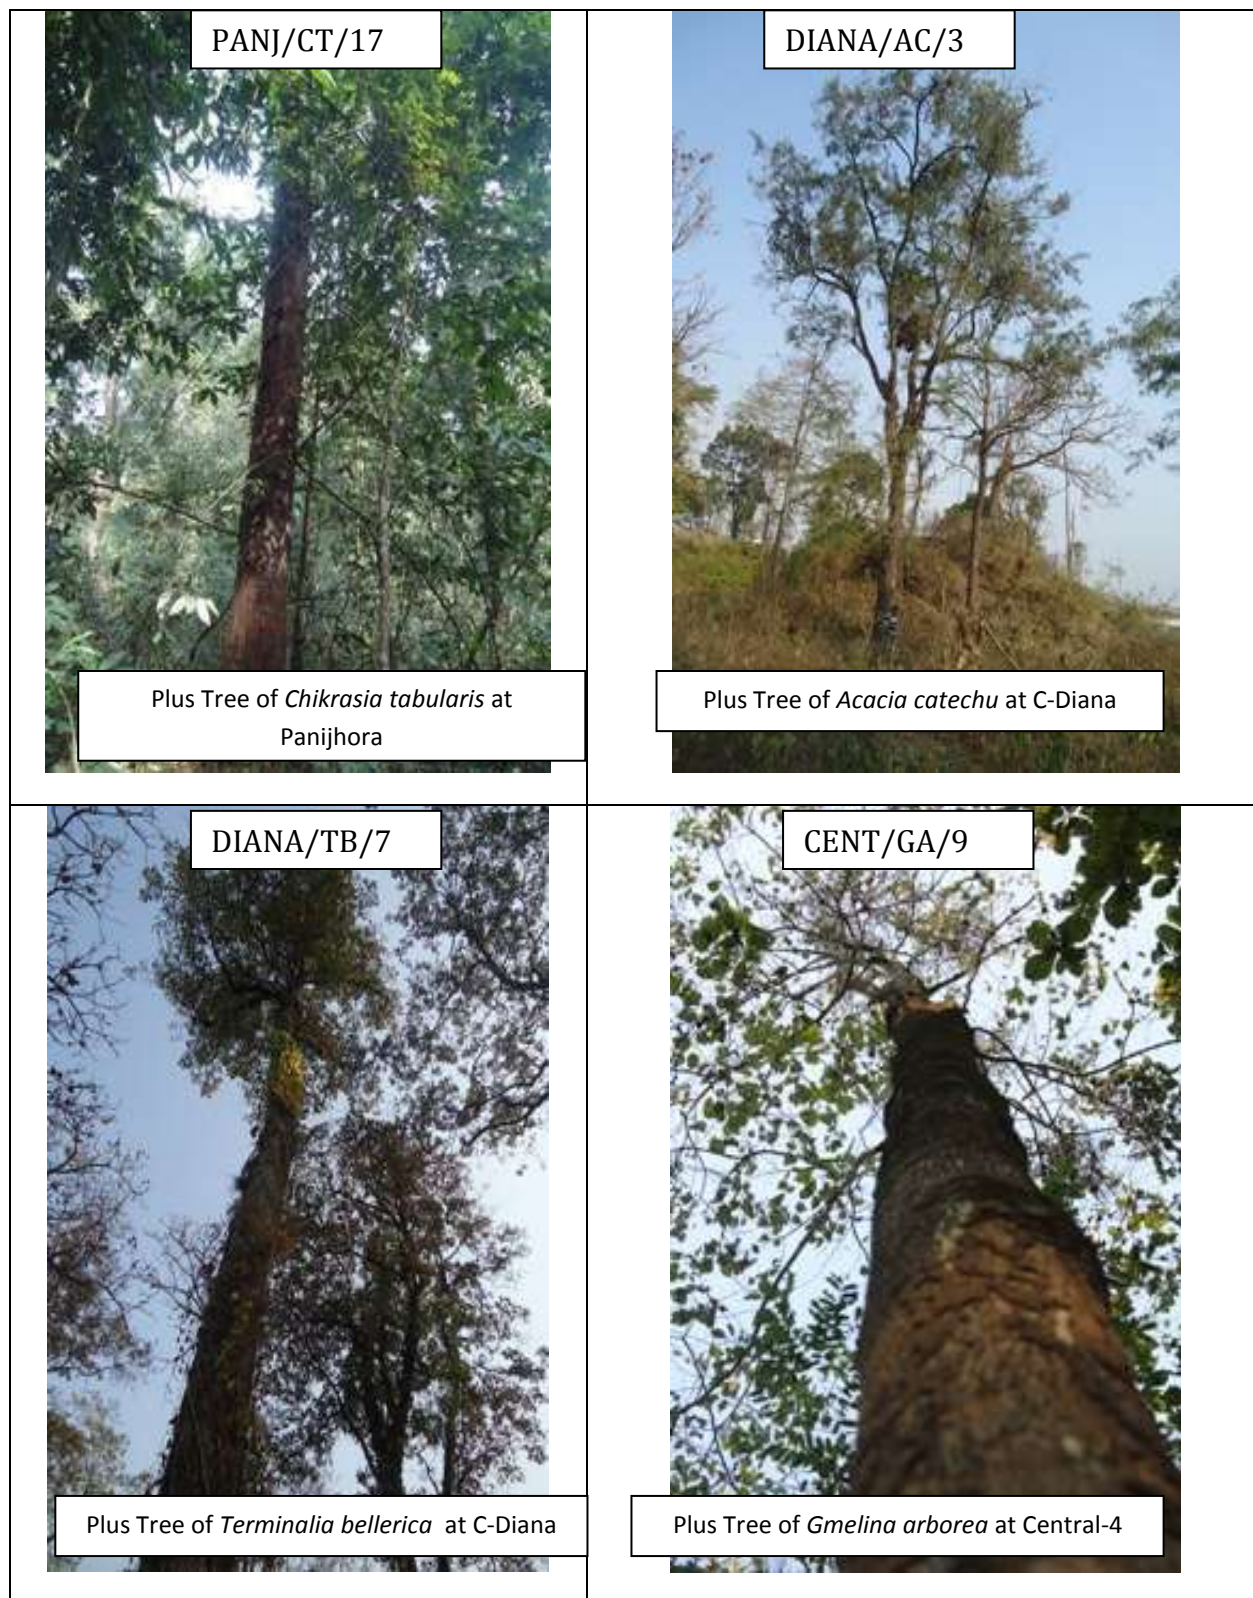 PANJ/CT/17
DIANA/AC/3
Plus Tree of Chikrasia tabularis at
Panijhora
Plus Tree of Acacia catechu at C-Diana
DIANA/TB/7
CENT/GA/9
Plus Tree of Terminalia bellerica at C-Diana
Plus Tree of Gmelina arborea at Central-4